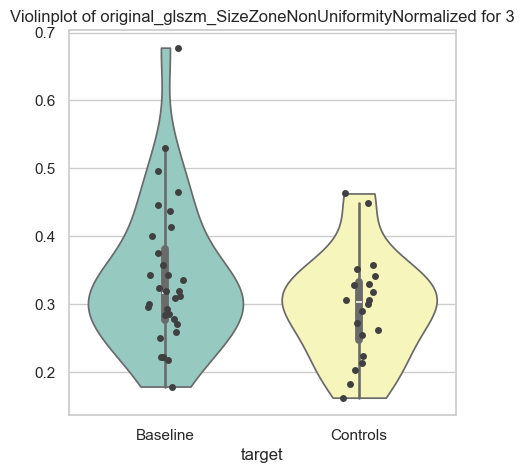 Violinplot of original_glszm_SizeZoneNonUniformityNormalized for 3
0.7
0.6
0.5
0.4
0.3
0.2
Baseline Controls
target